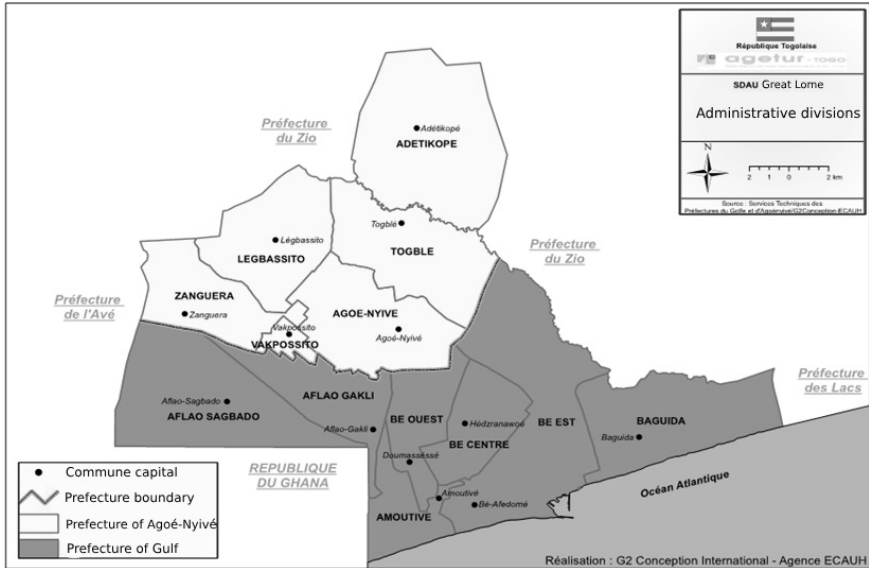 République Togolaise
agetur - TOGO
SDAU Great Lome
Administrative divisions
N
2 1 0 2 km
Source : Services Techniques des
Préfectures du Golfe et d'Agoènyivé/G2Conception-ECAUH
Préfecture
du Zio
Adétikopé
ADETIKOPE
Togblé
TOGBLE
Légbassito
LEGBASSITO
Préfecture
du Zio
Préfecture
de l'Avé
ZANGUERA
Zanguera
AGOE-NYIVE
Vakpossito
VAKPOSSITO
Agoé-Nyivé
Préfecture
des Lacs
Aflao-Sagbado
AFLAO SAGBADO
AFLAO GAKLI
Aflao-Gakli
BE OUEST
Hédzranawoé
BE CENTRE
BE EST
BAGUIDA
Baguida
Doumasséssé
REPUBLIQUE
DU GHANA
Amoutivé
AMOUTIVE
Bé-Afedomé
Océan Atlantique
Commune capital
Prefecture boundary
Prefecture of Agoé-Nyivé
Prefecture of Gulf
Réalisation : G2 Conception International - Agence ECAUH